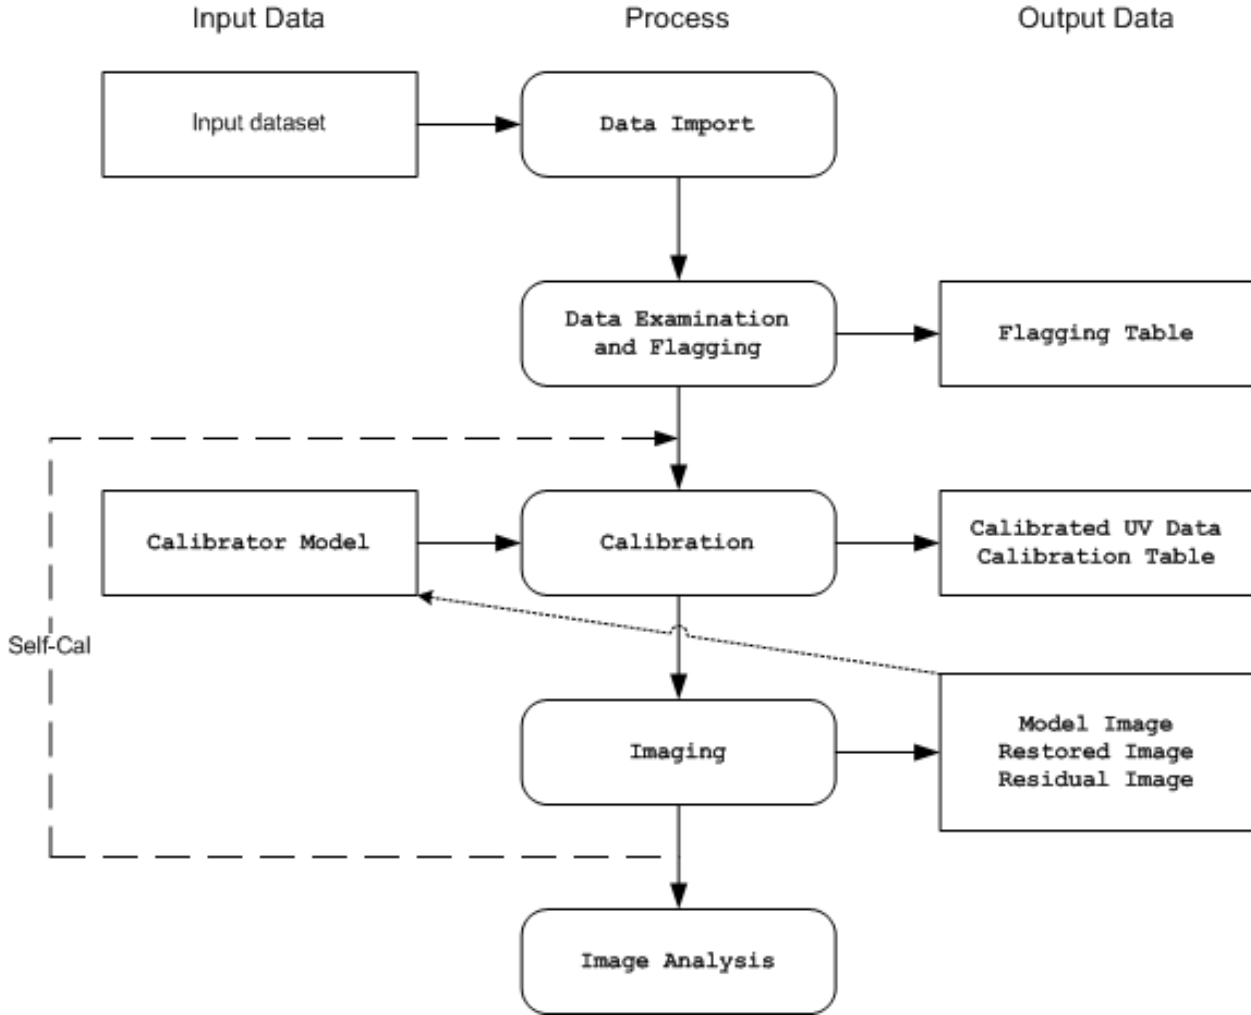 Input Data
Process
Output Data
Input dataset
Data Import
Data Examination
and Flagging
Flagging Table
Calibrator Model
Calibration
Calibrated UV Data
Calibration Table
Self-Cal
Imaging
Model Image
Restored Image
Residual Image
Image Analysis